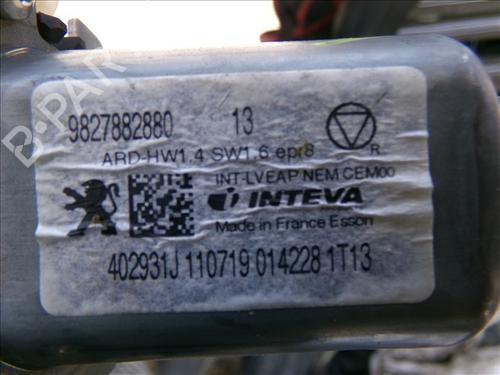 9827882880 13
ARD-HW1.4 SW1.6 epr8
R
INT-LVEAP NEM CEM00
INTEVA
Made in France Esson
402931J 110719 014228 1T13
B-PARTS